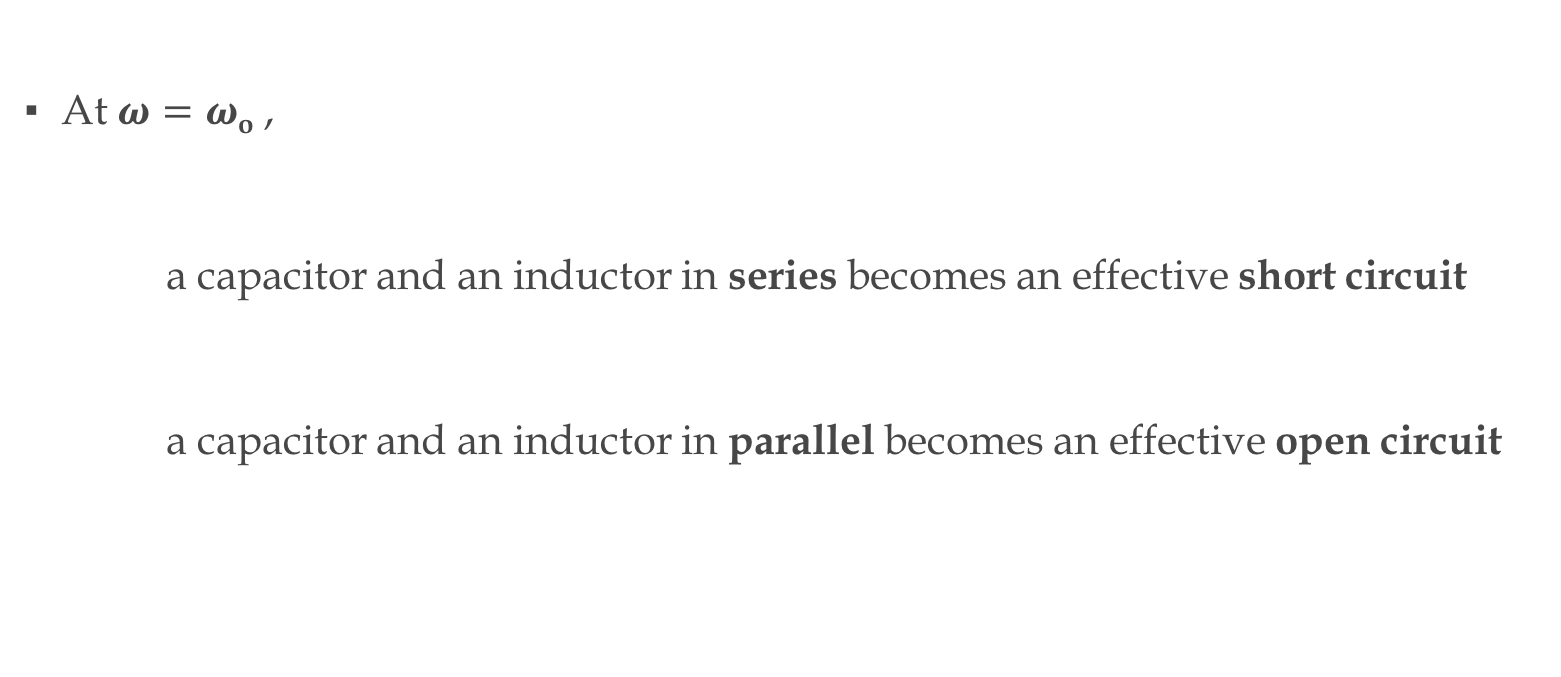 ▪ At ω = ωₒ ,
a capacitor and an inductor in series becomes an effective short circuit
a capacitor and an inductor in parallel becomes an effective open circuit